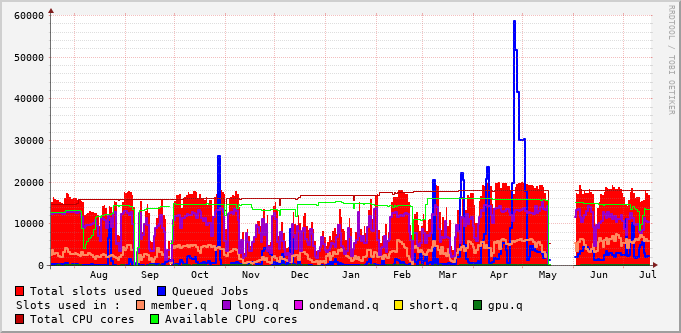 RRDTOOL / TOBI OETIKER
60000
50000
40000
30000
20000
10000
0
Aug Sep Oct Nov Dec Jan Feb Mar Apr May Jun Jul
Total slots used Queued Jobs
Slots used in : member.q long.q ondemand.q short.q gpu.q
Total CPU cores Available CPU cores